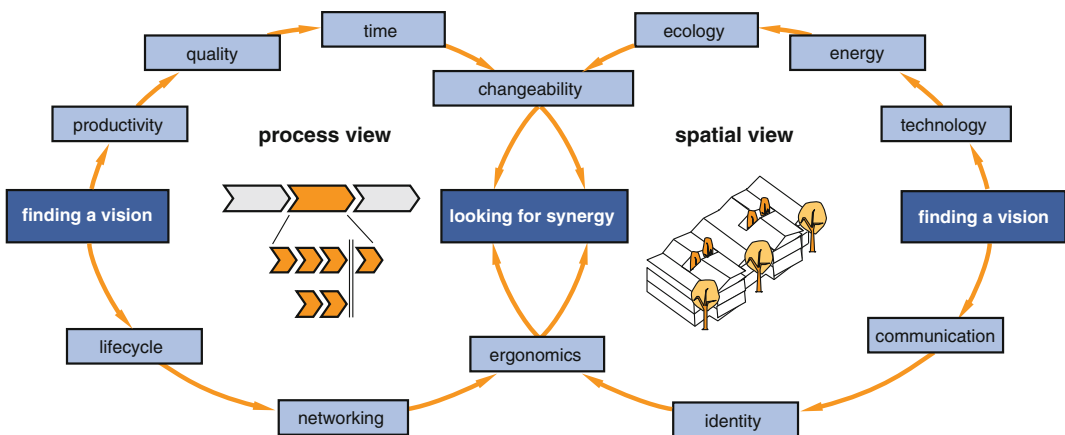 time
ecology
quality
energy
changeability
productivity
process view
spatial view
technology
finding a vision
looking for synergy
finding a vision
lifecycle
ergonomics
communication
networking
identity